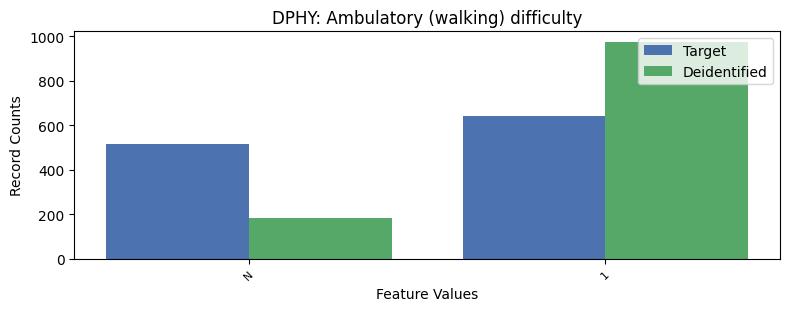 DPHY: Ambulatory (walking) difficulty
Target
Deidentified
Record Counts
1000
800
600
400
200
0
N
1
Feature Values